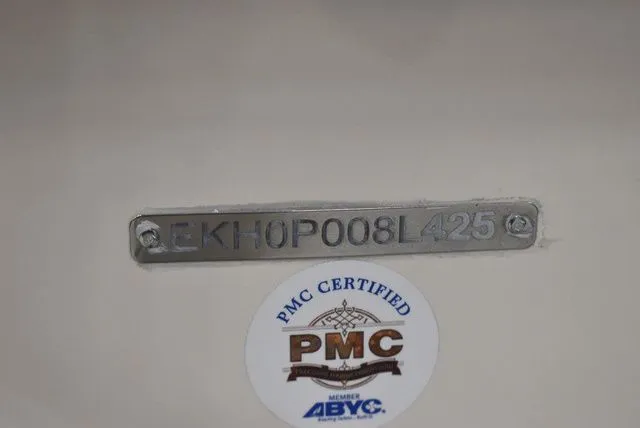 EKH0P008L425
PMC CERTIFIED
PMC
MEMBER
ABYC